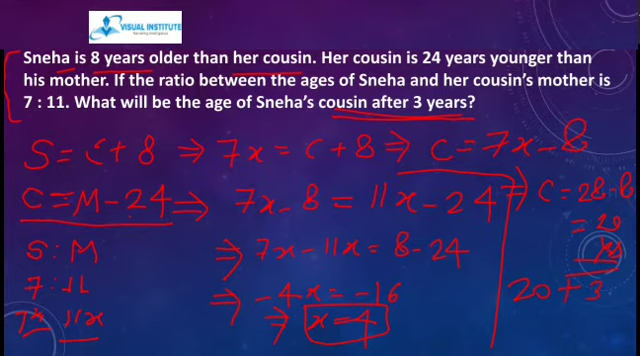 VISUAL INSTITUTE
Sneha is 8 years older than her cousin. Her cousin is 24 years younger than
his mother. If the ratio between the ages of Sneha and her cousin's mother is
7 : 11. What will be the age of Sneha's cousin after 3 years?
S = C + 8 ⇒ 7x = C + 8 ⇒ C = 7x - 8
C = M - 24 ⇒ 7x - 8 = 11x - 24 ⇒ C = 28 - 8
= 20
S : M ⇒ 7x - 11x = 8 - 24
7 : 11 ⇒ -4x = -16 20 + 3
7x 11x ⇒ x = 4